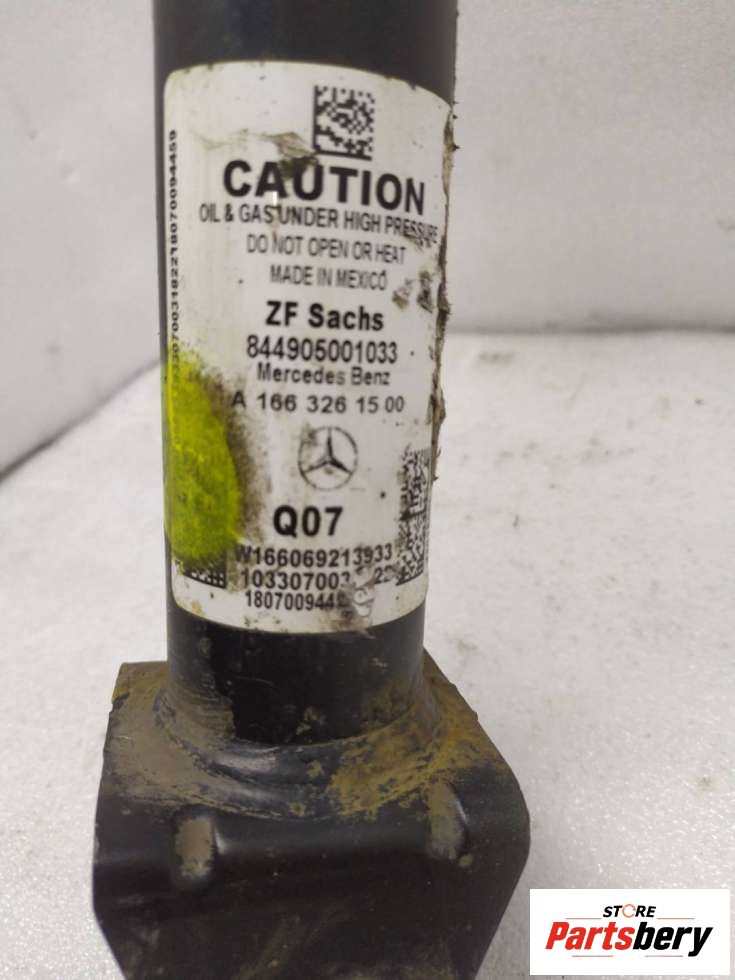 CAUTION
OIL & GAS UNDER HIGH PRESSURE
DO NOT OPEN OR HEAT
MADE IN MEXICO
ZF Sachs
844905001033
Mercedes Benz
A 166 326 15 00
Q07
W166069213933
STORE
Partsbery